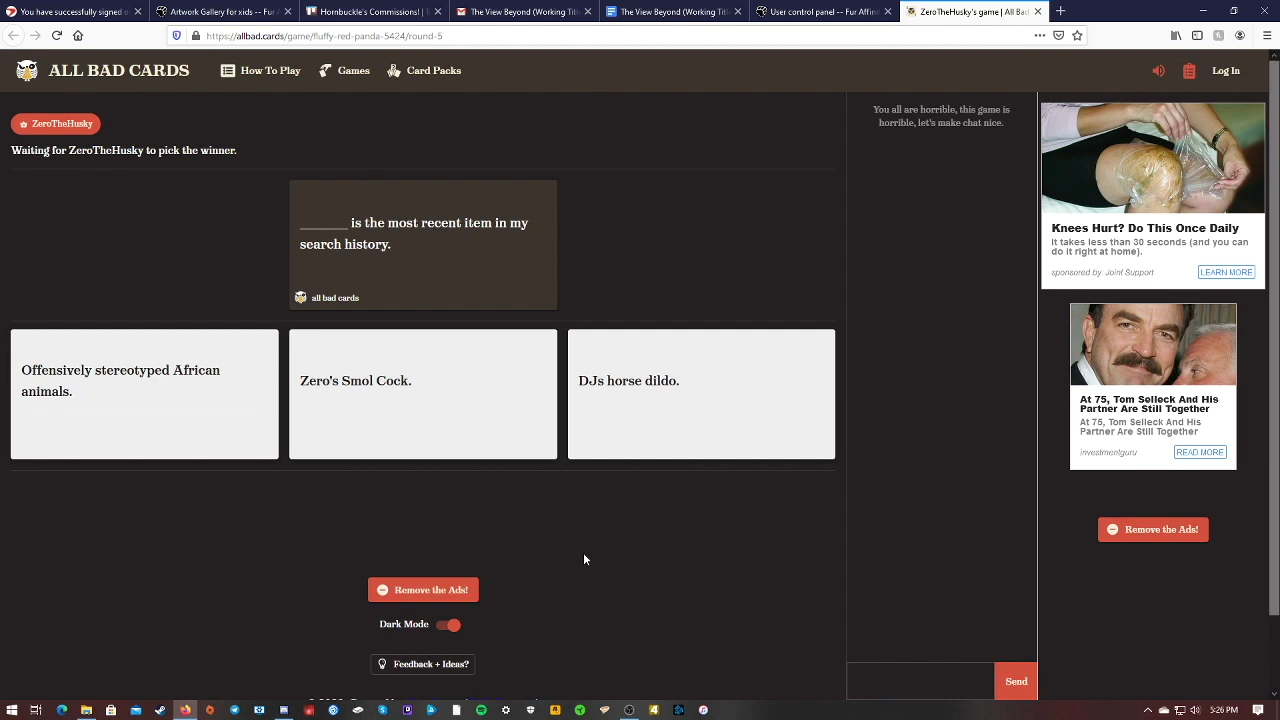 You have successfully signed o
Artwork Gallery for kids -- Fur A
Hornbuckle's Commissions! | T
The View Beyond (Working Title
The View Beyond (Working Title
User control panel -- Fur Affini
ZeroTheHusky's game | All Bad
https://allbad.cards/game/fluffy-red-panda-5424/round-5
ALL BAD CARDS
How To Play
Games
Card Packs
Log In
ZeroTheHusky
Waiting for ZeroTheHusky to pick the winner.
_______ is the most recent item in my
search history.
all bad cards
Offensively stereotyped African
animals.
Zero's Smol Cock.
DJs horse dildo.
Remove the Ads!
Dark Mode
Feedback + Ideas?
You all are horrible, this game is
horrible, let's make chat nice.
Send
Knees Hurt? Do This Once Daily
It takes less than 30 seconds (and you can
do it right at home).
sponsored by: Joint Support
LEARN MORE
At 75, Tom Selleck And His
Partner Are Still Together
At 75, Tom Selleck And His
Partner Are Still Together
investmentguru
READ MORE
Remove the Ads!
5:26 PM